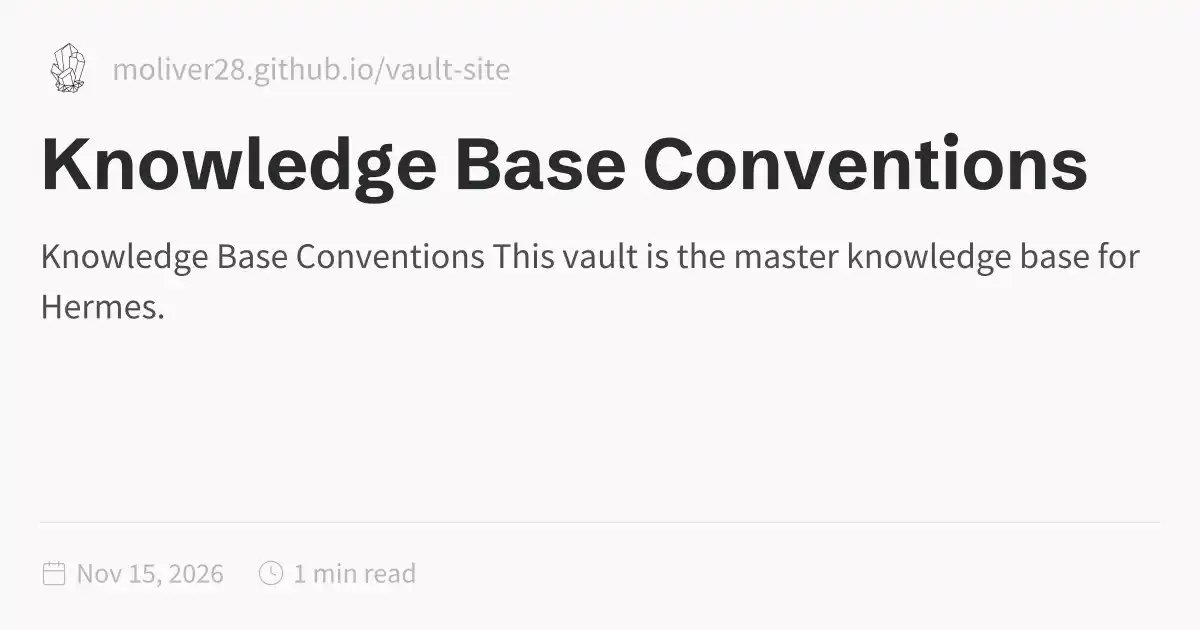 moliver28.github.io/vault-site
Knowledge Base Conventions
Knowledge Base Conventions This vault is the master knowledge base for
Hermes.
Nov 15, 2026 1 min read